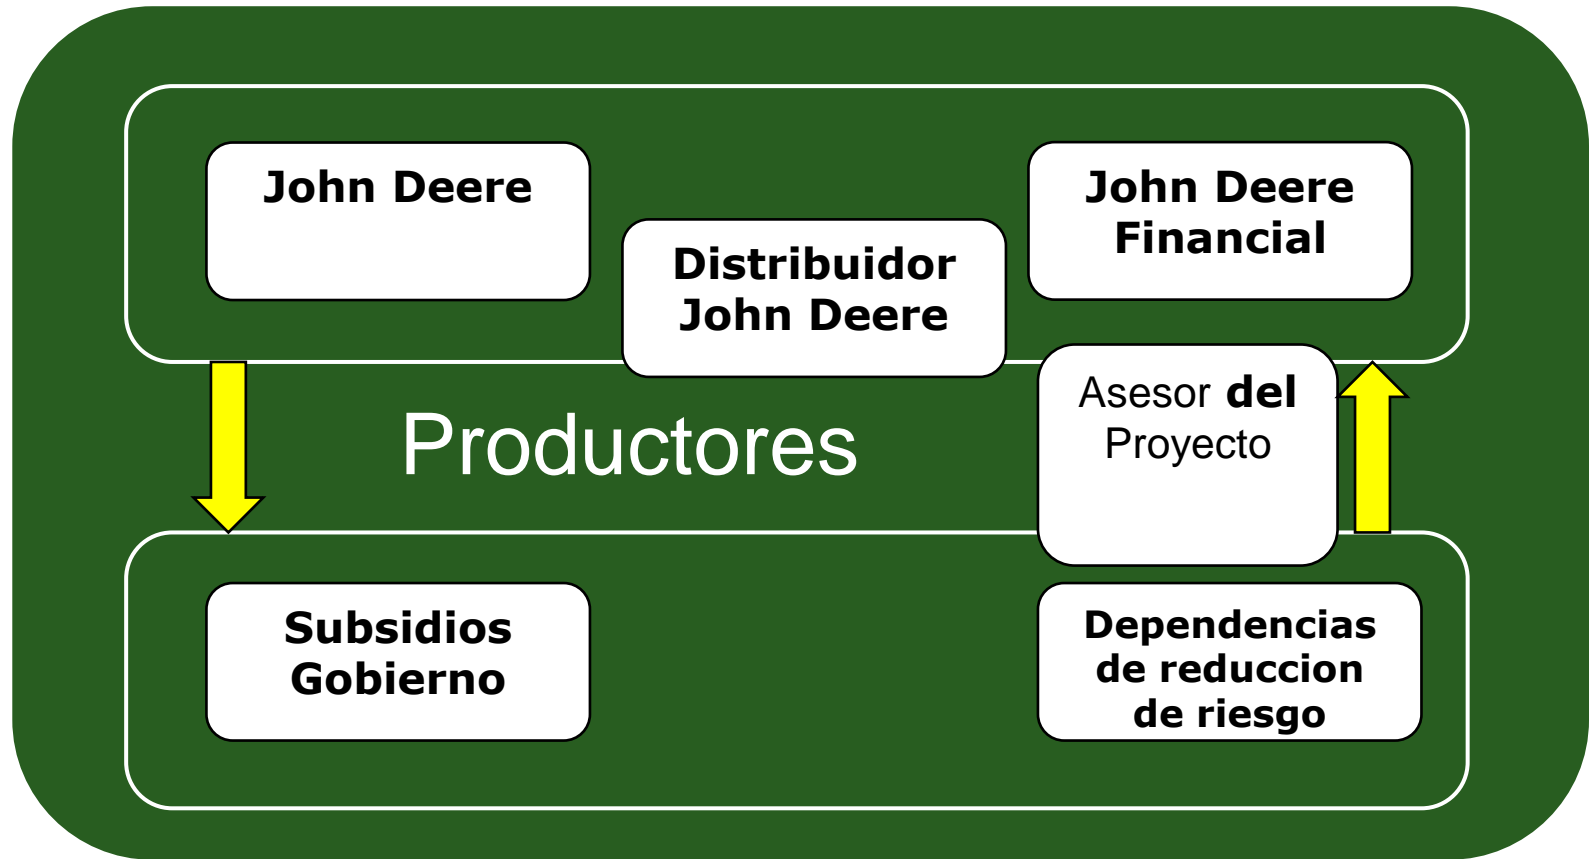 John Deere
John Deere
Financial
Distribuidor
John Deere
Asesor del
Proyecto
Productores
Subsidios
Gobierno
Dependencias
de reduccion
de riesgo